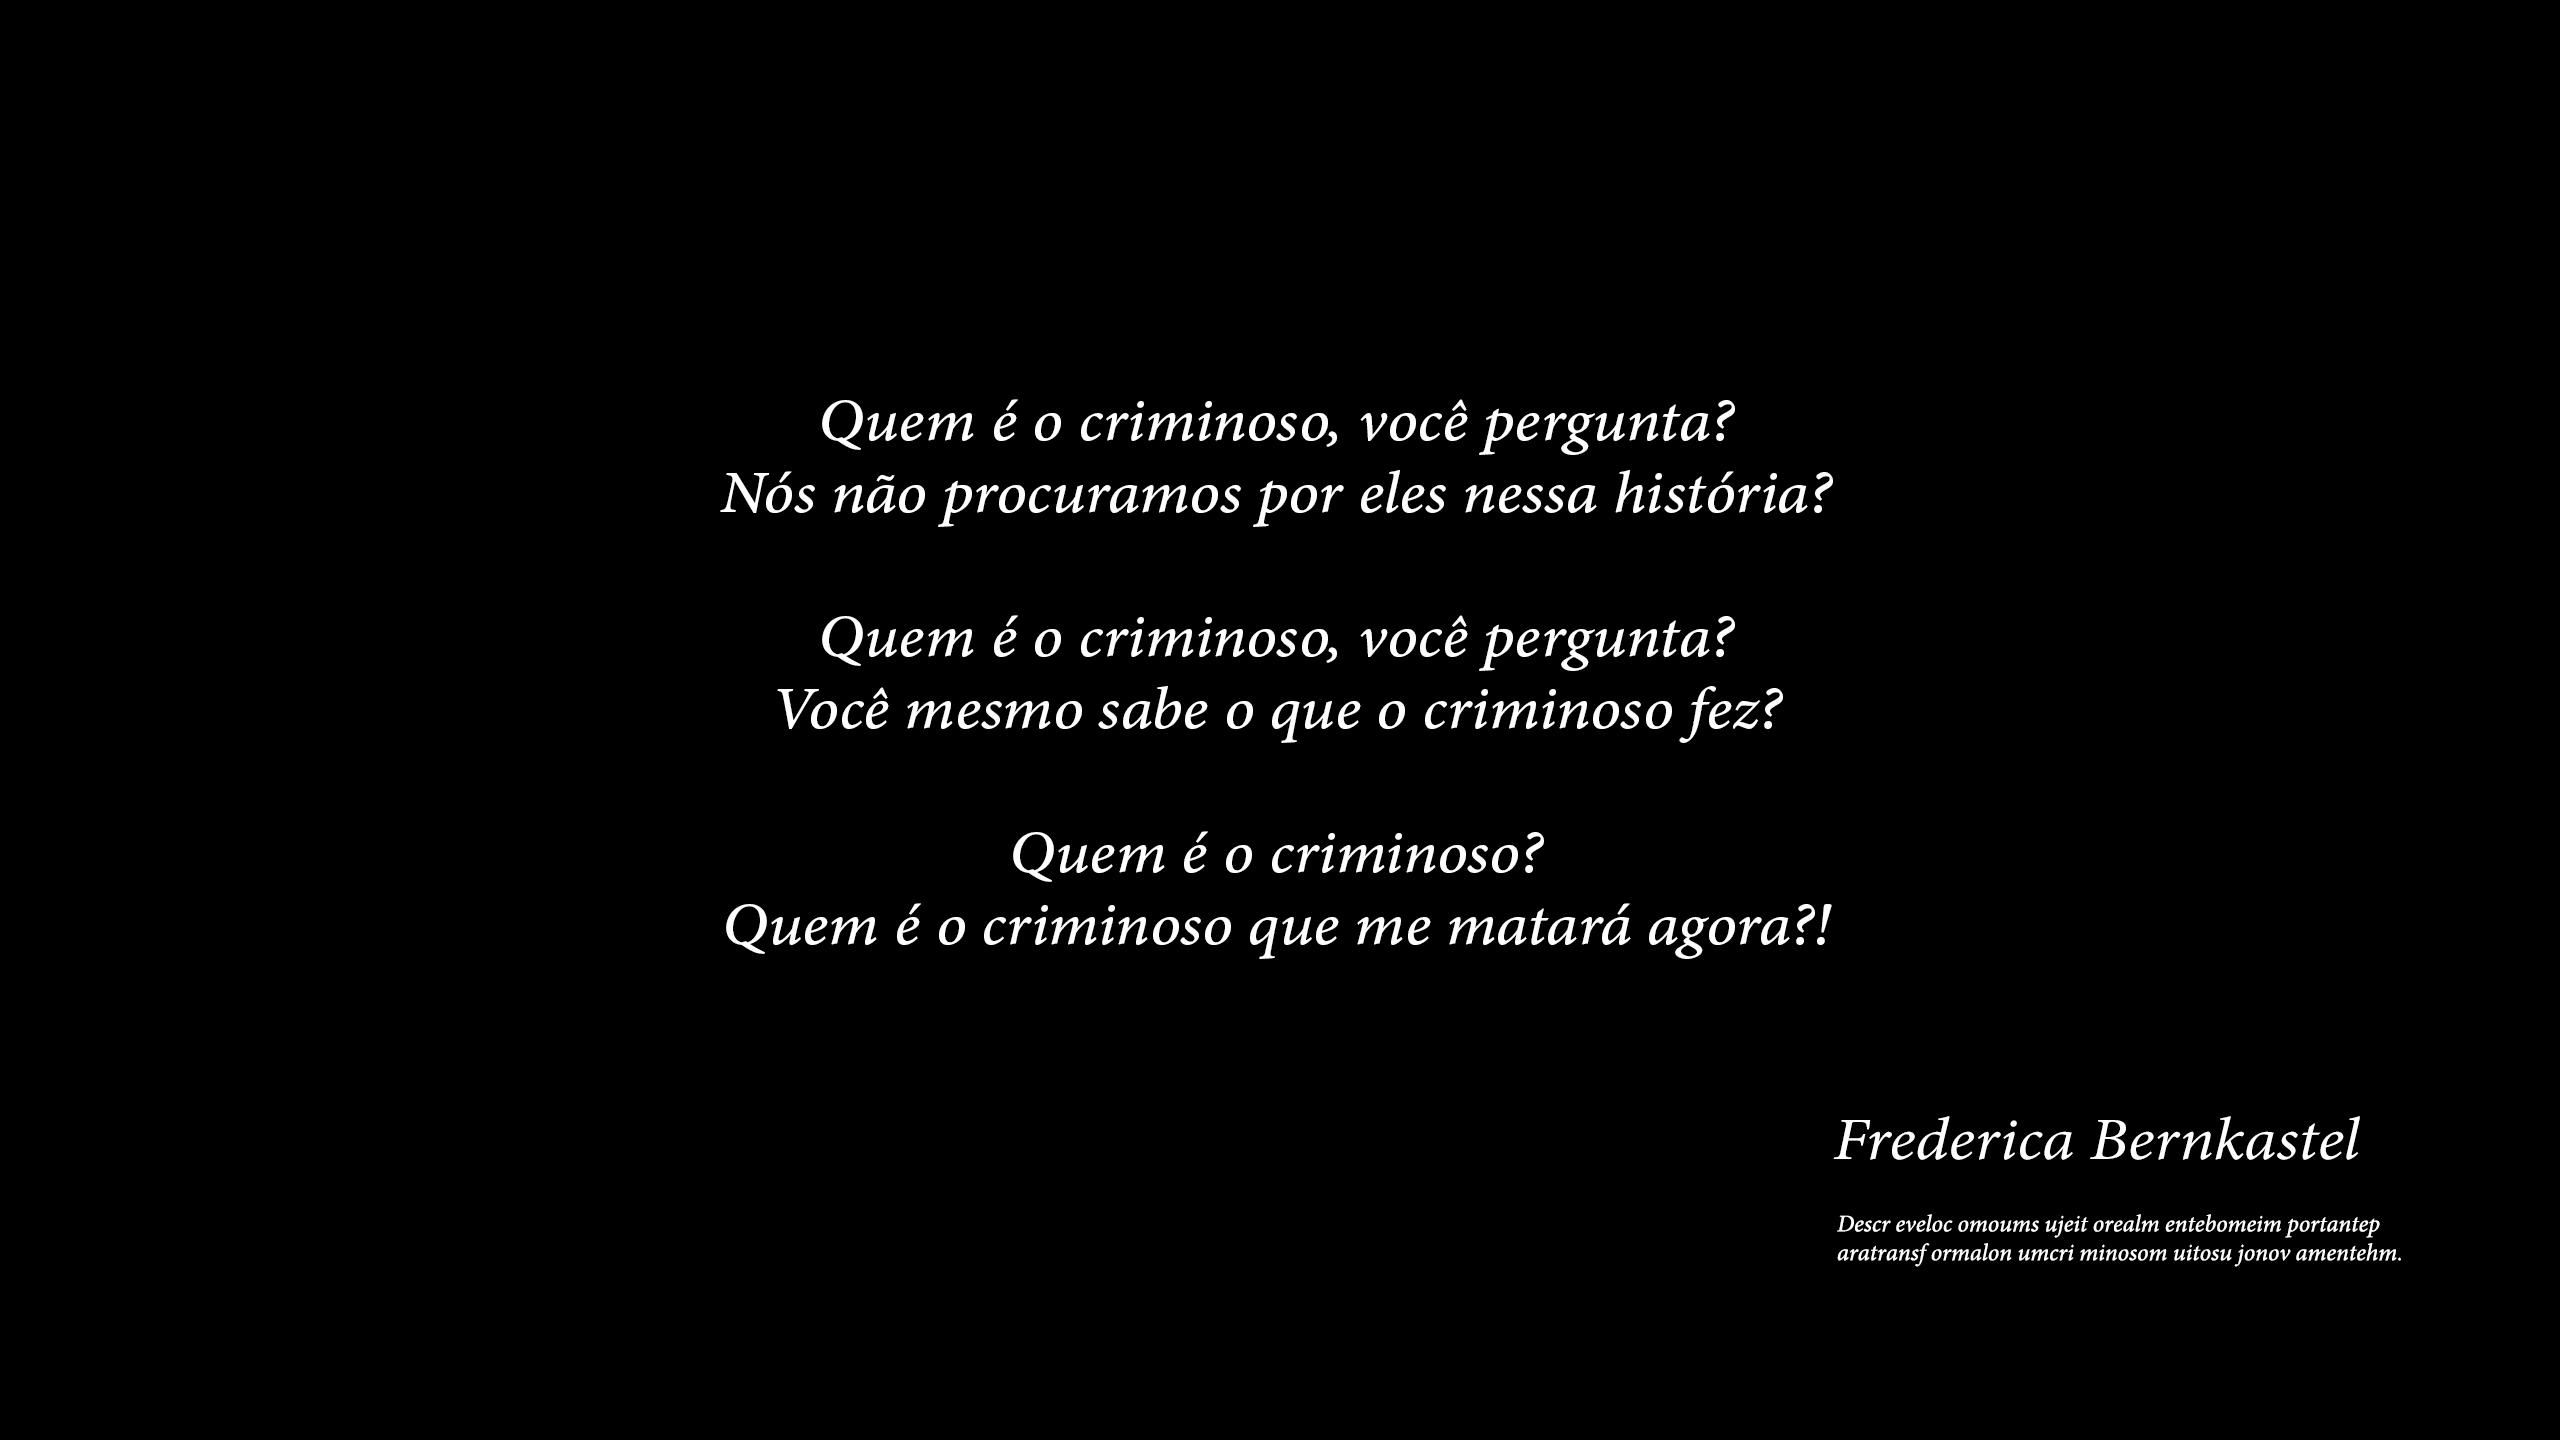 Quem é o criminoso, você pergunta?
Nós não procuramos por eles nessa história?
Quem é o criminoso, você pergunta?
Você mesmo sabe o que o criminoso fez?
Quem é o criminoso?
Quem é o criminoso que me matará agora?!
Frederica Bernkastel
Descr eveloc omoums ujeit orealm entebomeim portantep
aratransf ormalon umcri minosom uitosu jonov amentehm.